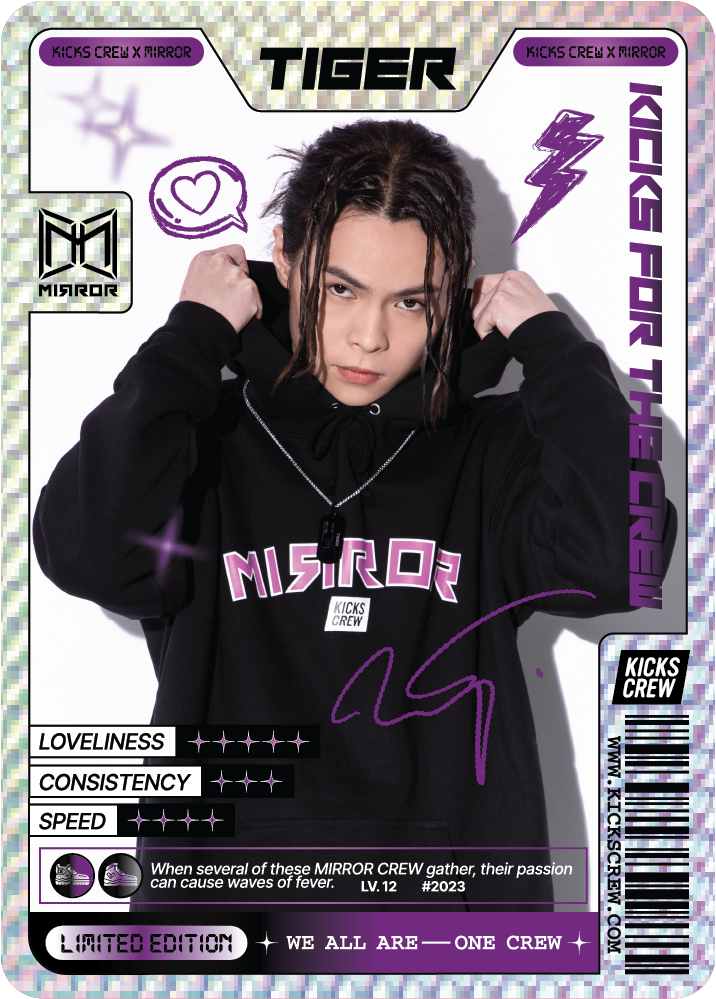 KICKS CREW X MIRROR
TIGER
KICKS CREW X MIRROR
KICKS FOR THE CREW
MIRROR
MIRROR
KICKS
CREW
KICKS
CREW
WWW.KICKSCREW.COM
LOVELINESS
CONSISTENCY
SPEED
When several of these MIRROR CREW gather, their passion
can cause waves of fever. LV. 12 #2023
LIMITED EDITION
WE ALL ARE — ONE CREW